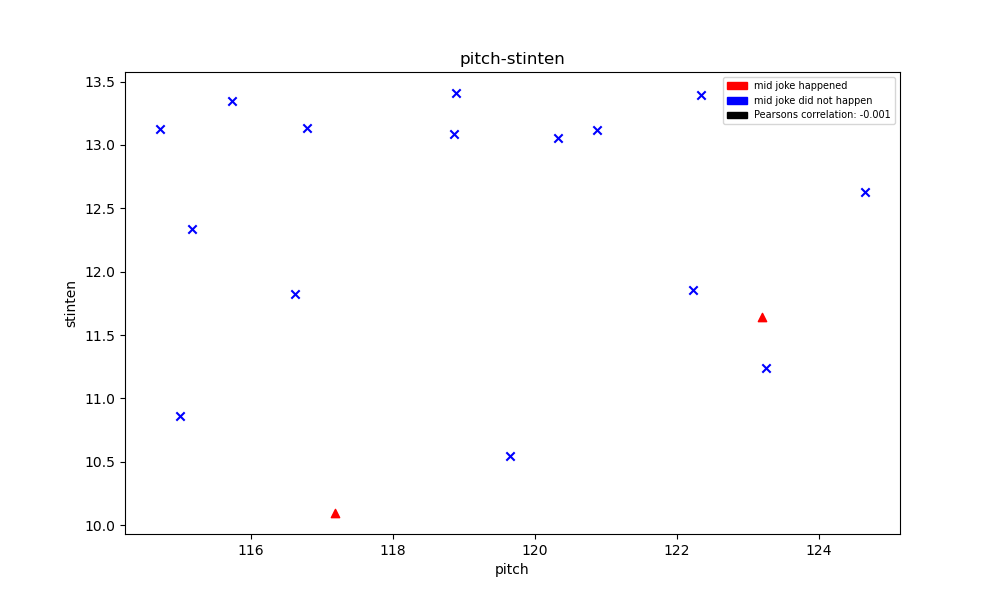 pitch-stinten
mid joke happened
mid joke did not happen
Pearsons correlation: -0.001
13.5
13.0
12.5
12.0
11.5
11.0
10.5
10.0
stinten
116 118 120 122 124
pitch